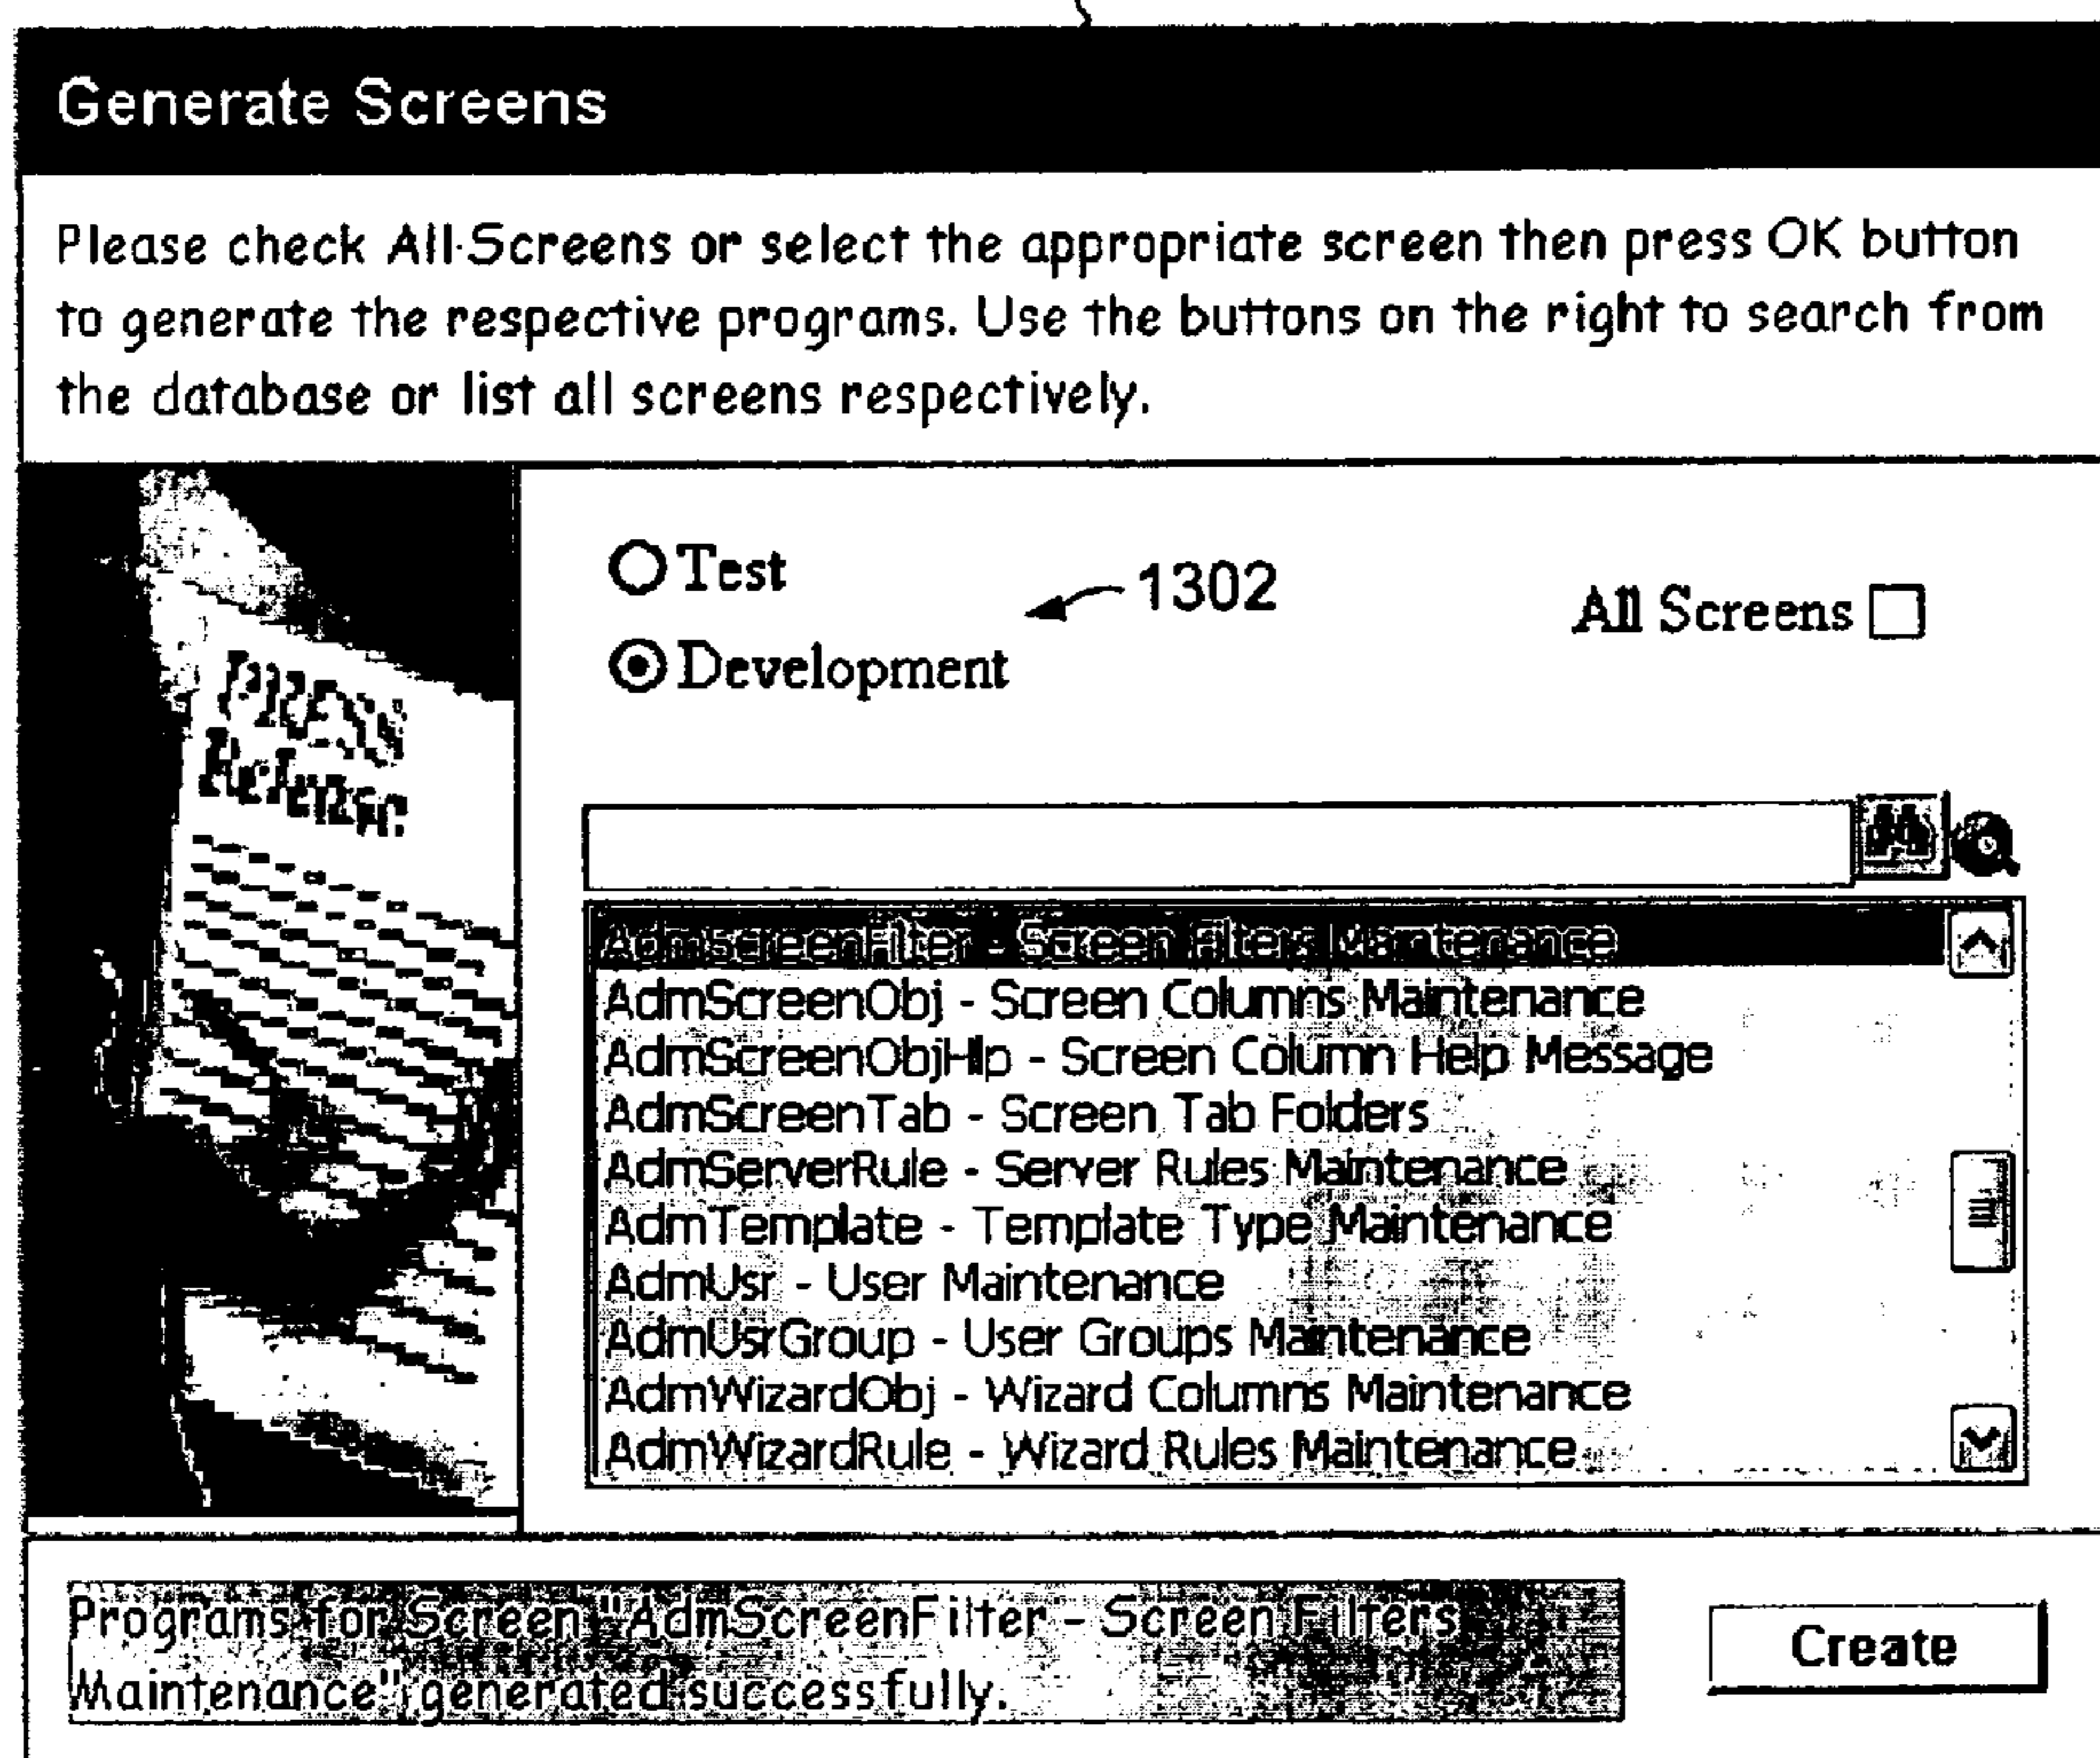 Generate Screens
Please check All Screens or select the appropriate screen then press OK button
to generate the respective programs. Use the buttons on the right to search from
the database or list all screens respectively.
Test
1302
All Screens
Development
AdmScreenFilter - Screen Filters Maintenance
AdmScreenObj - Screen Columns Maintenance
AdmScreenObjHlp - Screen Column Help Message
AdmScreenTab - Screen Tab Folders
AdmServerRule - Server Rules Maintenance
AdmTemplate - Template Type Maintenance
AdmUsr - User Maintenance
AdmUsrGroup - User Groups Maintenance
AdmWizardObj - Wizard Columns Maintenance
AdmWizardRule - Wizard Rules Maintenance
Programs for Screen "AdmScreenFilter - Screen Filters
Maintenance" generated successfully.
Create